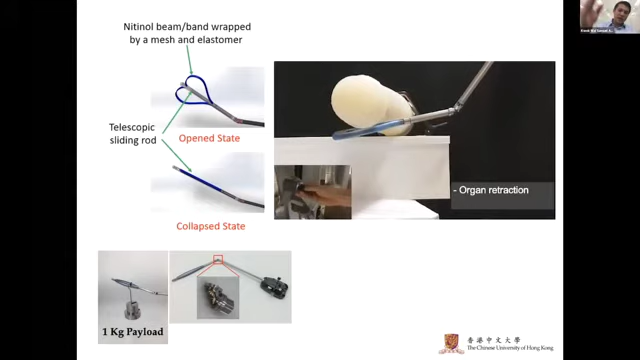 Nitinol beam/band wrapped
by a mesh and elastomer
Telescopic
sliding rod
Opened State
Collapsed State
- Organ retraction
1 Kg Payload
香港中文大學
The Chinese University of Hong Kong